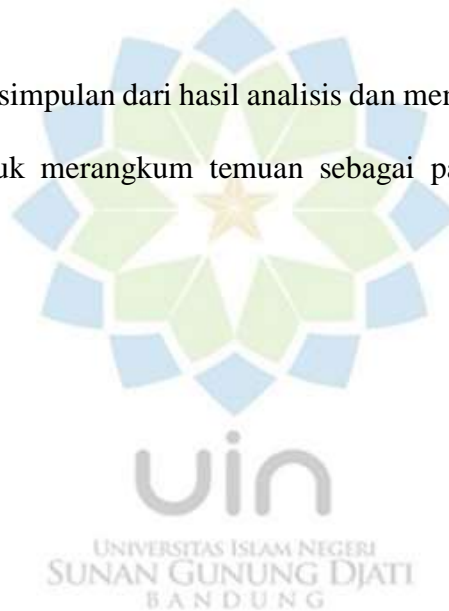 simpulan dari hasil analisis dan mer
uk merangkum temuan sebagai pa
uin
UNIVERSITAS ISLAM NEGERI
SUNAN GUNUNG DJATI
BANDUNG